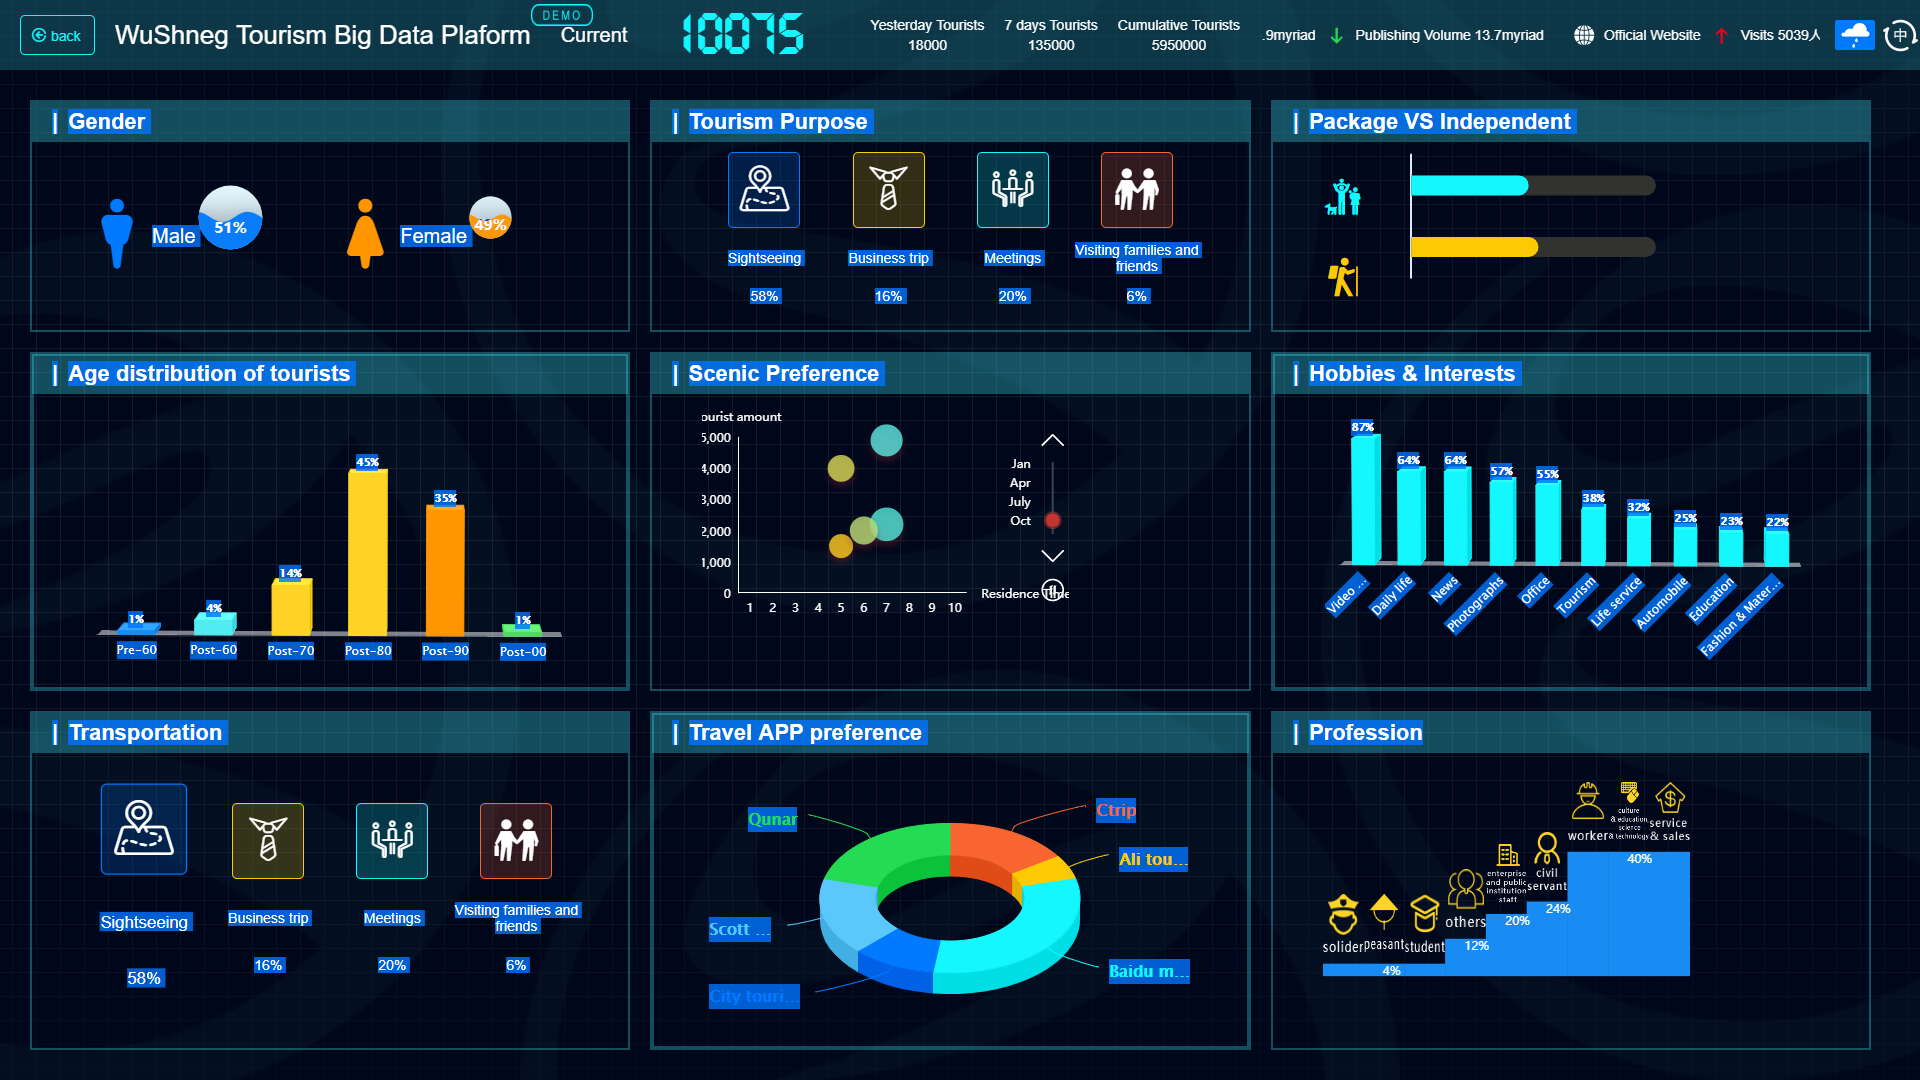 back
WuShneg Tourism Big Data Plaform
DEMO
Current
10075
Yesterday Tourists
18000
7 days Tourists
135000
Cumulative Tourists
5950000
.9myriad
Publishing Volume 13.7myriad
Official Website
Visits 5039人
中
| Gender
Male
51%
Female
49%
| Tourism Purpose
Sightseeing
58%
Business trip
16%
Meetings
20%
Visiting families and
friends
6%
| Package VS Independent
| Age distribution of tourists
1%
4%
14%
45%
35%
1%
Pre-60
Post-60
Post-70
Post-80
Post-90
Post-00
| Scenic Preference
ourist amount
5,000
4,000
3,000
2,000
1,000
0
1 2 3 4 5 6 7 8 9 10
Residence Time
Jan
Apr
July
Oct
| Hobbies & Interests
87%
64%
64%
57%
55%
38%
32%
25%
23%
22%
Video ...
Daily life
News
Photographs
Office
Tourism
Life service
Automobile
Education
Fashion & Mater...
| Transportation
Sightseeing
58%
Business trip
16%
Meetings
20%
Visiting families and
friends
6%
| Travel APP preference
Qunar
Ctrip
Ali tou...
Scott ...
Baidu m...
City touri...
| Profession
solider
peasant
student
4%
others
12%
enterprise
and public
institution
staff
20%
civil
servant
24%
worker
culture
& education,
science
& technology
service
& sales
40%